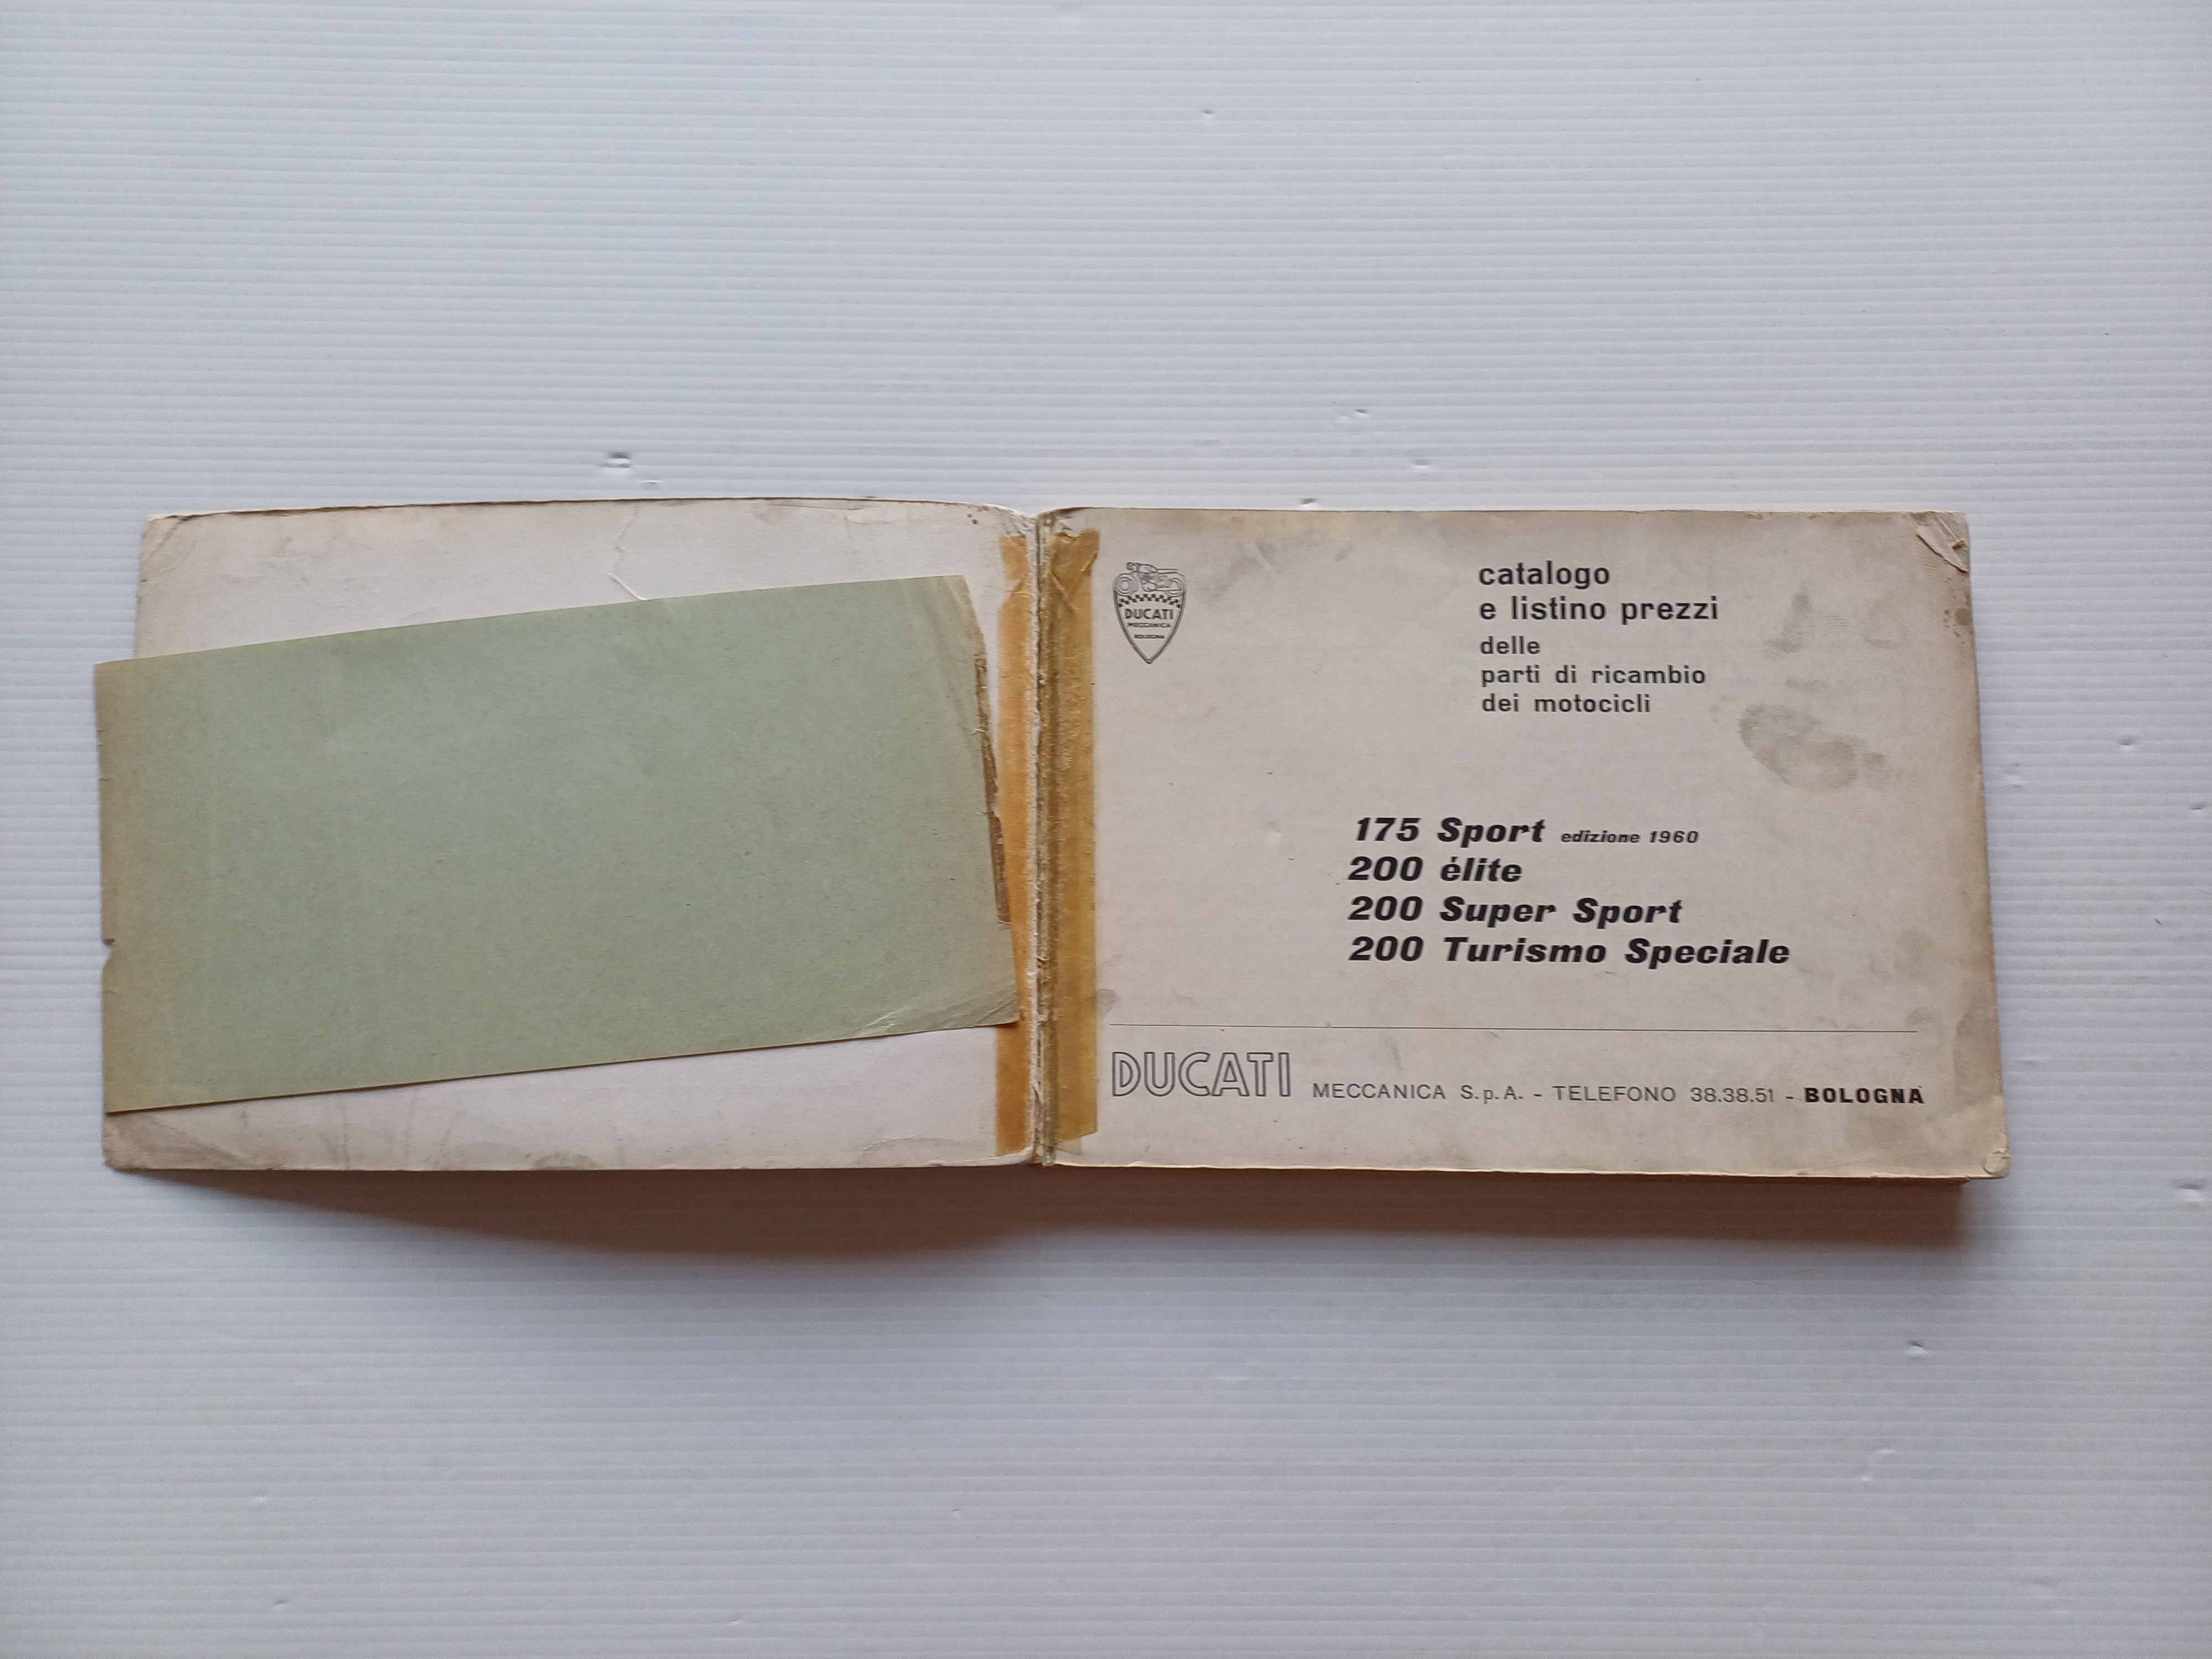 DUCATI
MECCANICA
BOLOGNA
catalogo
e listino prezzi
delle
parti di ricambio
dei motocicli
175 Sport edizione 1960
200 élite
200 Super Sport
200 Turismo Speciale
DUCATI MECCANICA S.p.A. - TELEFONO 38.38.51 - BOLOGNA